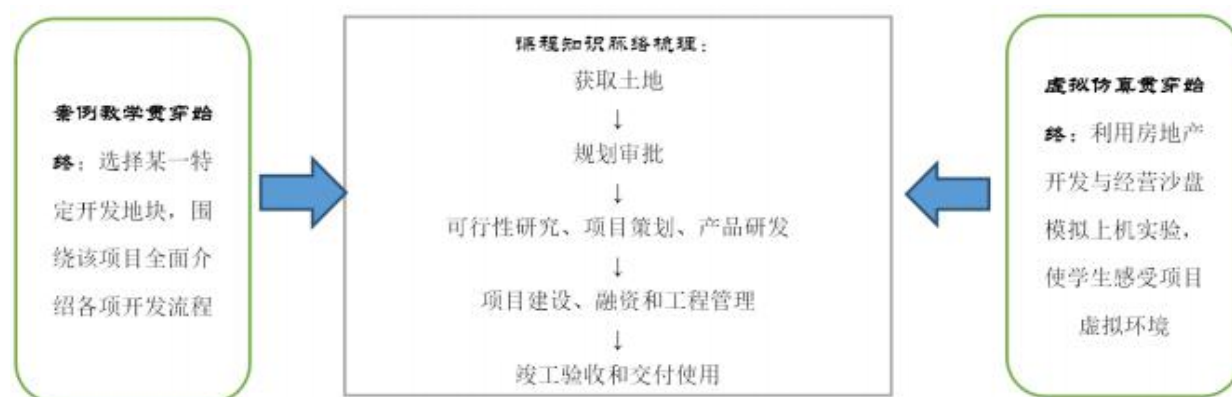 案例教学贯穿始
终：选择某一特
定开发地块，围
绕该项目全面介
绍各项开发流程
课程知识脉络梳理：
获取土地
↓
规划审批
↓
可行性研究、项目策划、产品研发
↓
项目建设、融资和工程管理
↓
竣工验收和交付使用
虚拟仿真贯穿始
终：利用房地产
开发与经营沙盘
模拟上机实验，
使学生感受项目
虚拟环境